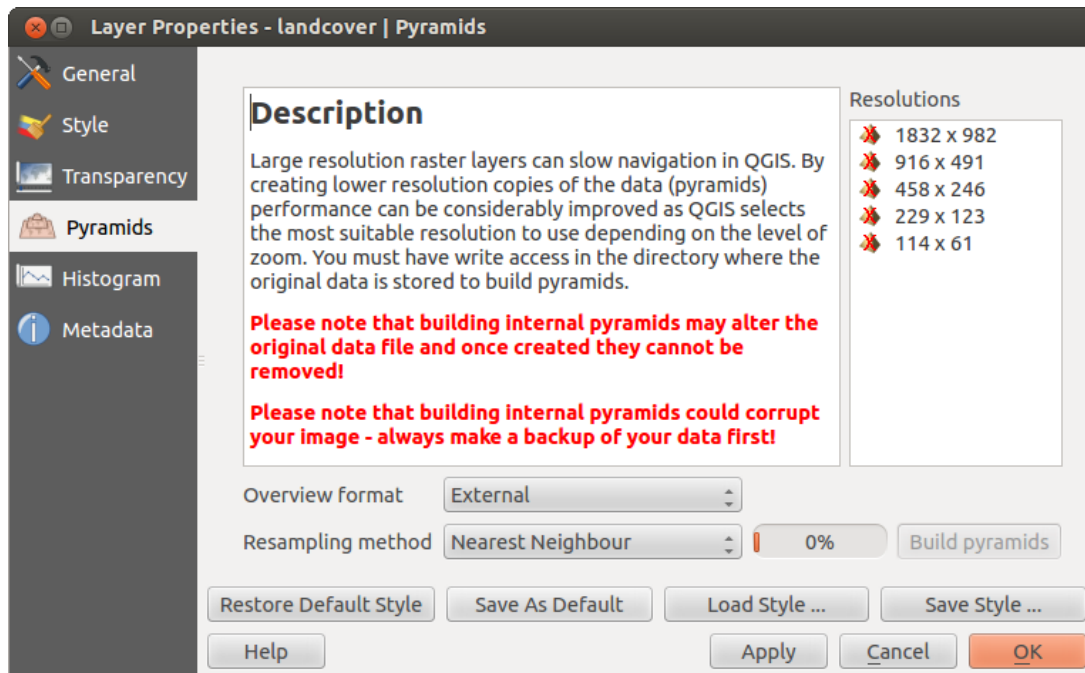 Layer Properties - landcover | Pyramids
General
Style
Transparency
Pyramids
Histogram
Metadata
Description
Large resolution raster layers can slow navigation in QGIS. By
creating lower resolution copies of the data (pyramids)
performance can be considerably improved as QGIS selects
the most suitable resolution to use depending on the level of
zoom. You must have write access in the directory where the
original data is stored to build pyramids.
Please note that building internal pyramids may alter the
original data file and once created they cannot be
removed!
Please note that building internal pyramids could corrupt
your image - always make a backup of your data first!
Resolutions
1832 x 982
916 x 491
458 x 246
229 x 123
114 x 61
Overview format
External
Resampling method
Nearest Neighbour
0%
Build pyramids
Restore Default Style
Save As Default
Load Style ...
Save Style ...
Help
Apply
Cancel
OK